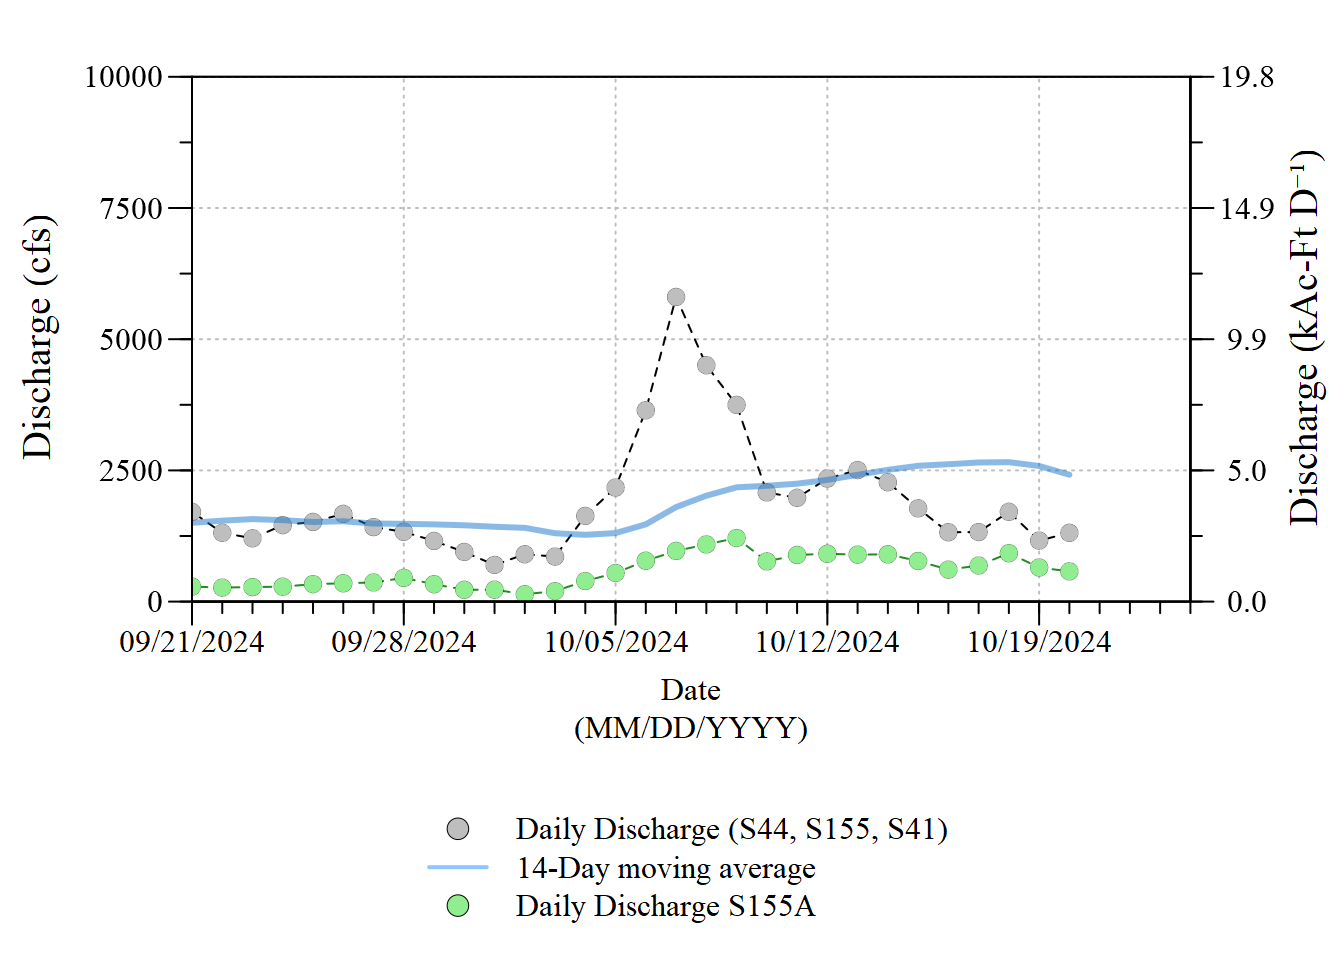 10000
7500
5000
2500
0
Discharge (cfs)
19.8
14.9
9.9
5.0
0.0
Discharge (kAc-Ft D⁻¹)
09/21/2024
09/28/2024
10/05/2024
10/12/2024
10/19/2024
Date
(MM/DD/YYYY)
Daily Discharge (S44, S155, S41)
14-Day moving average
Daily Discharge S155A